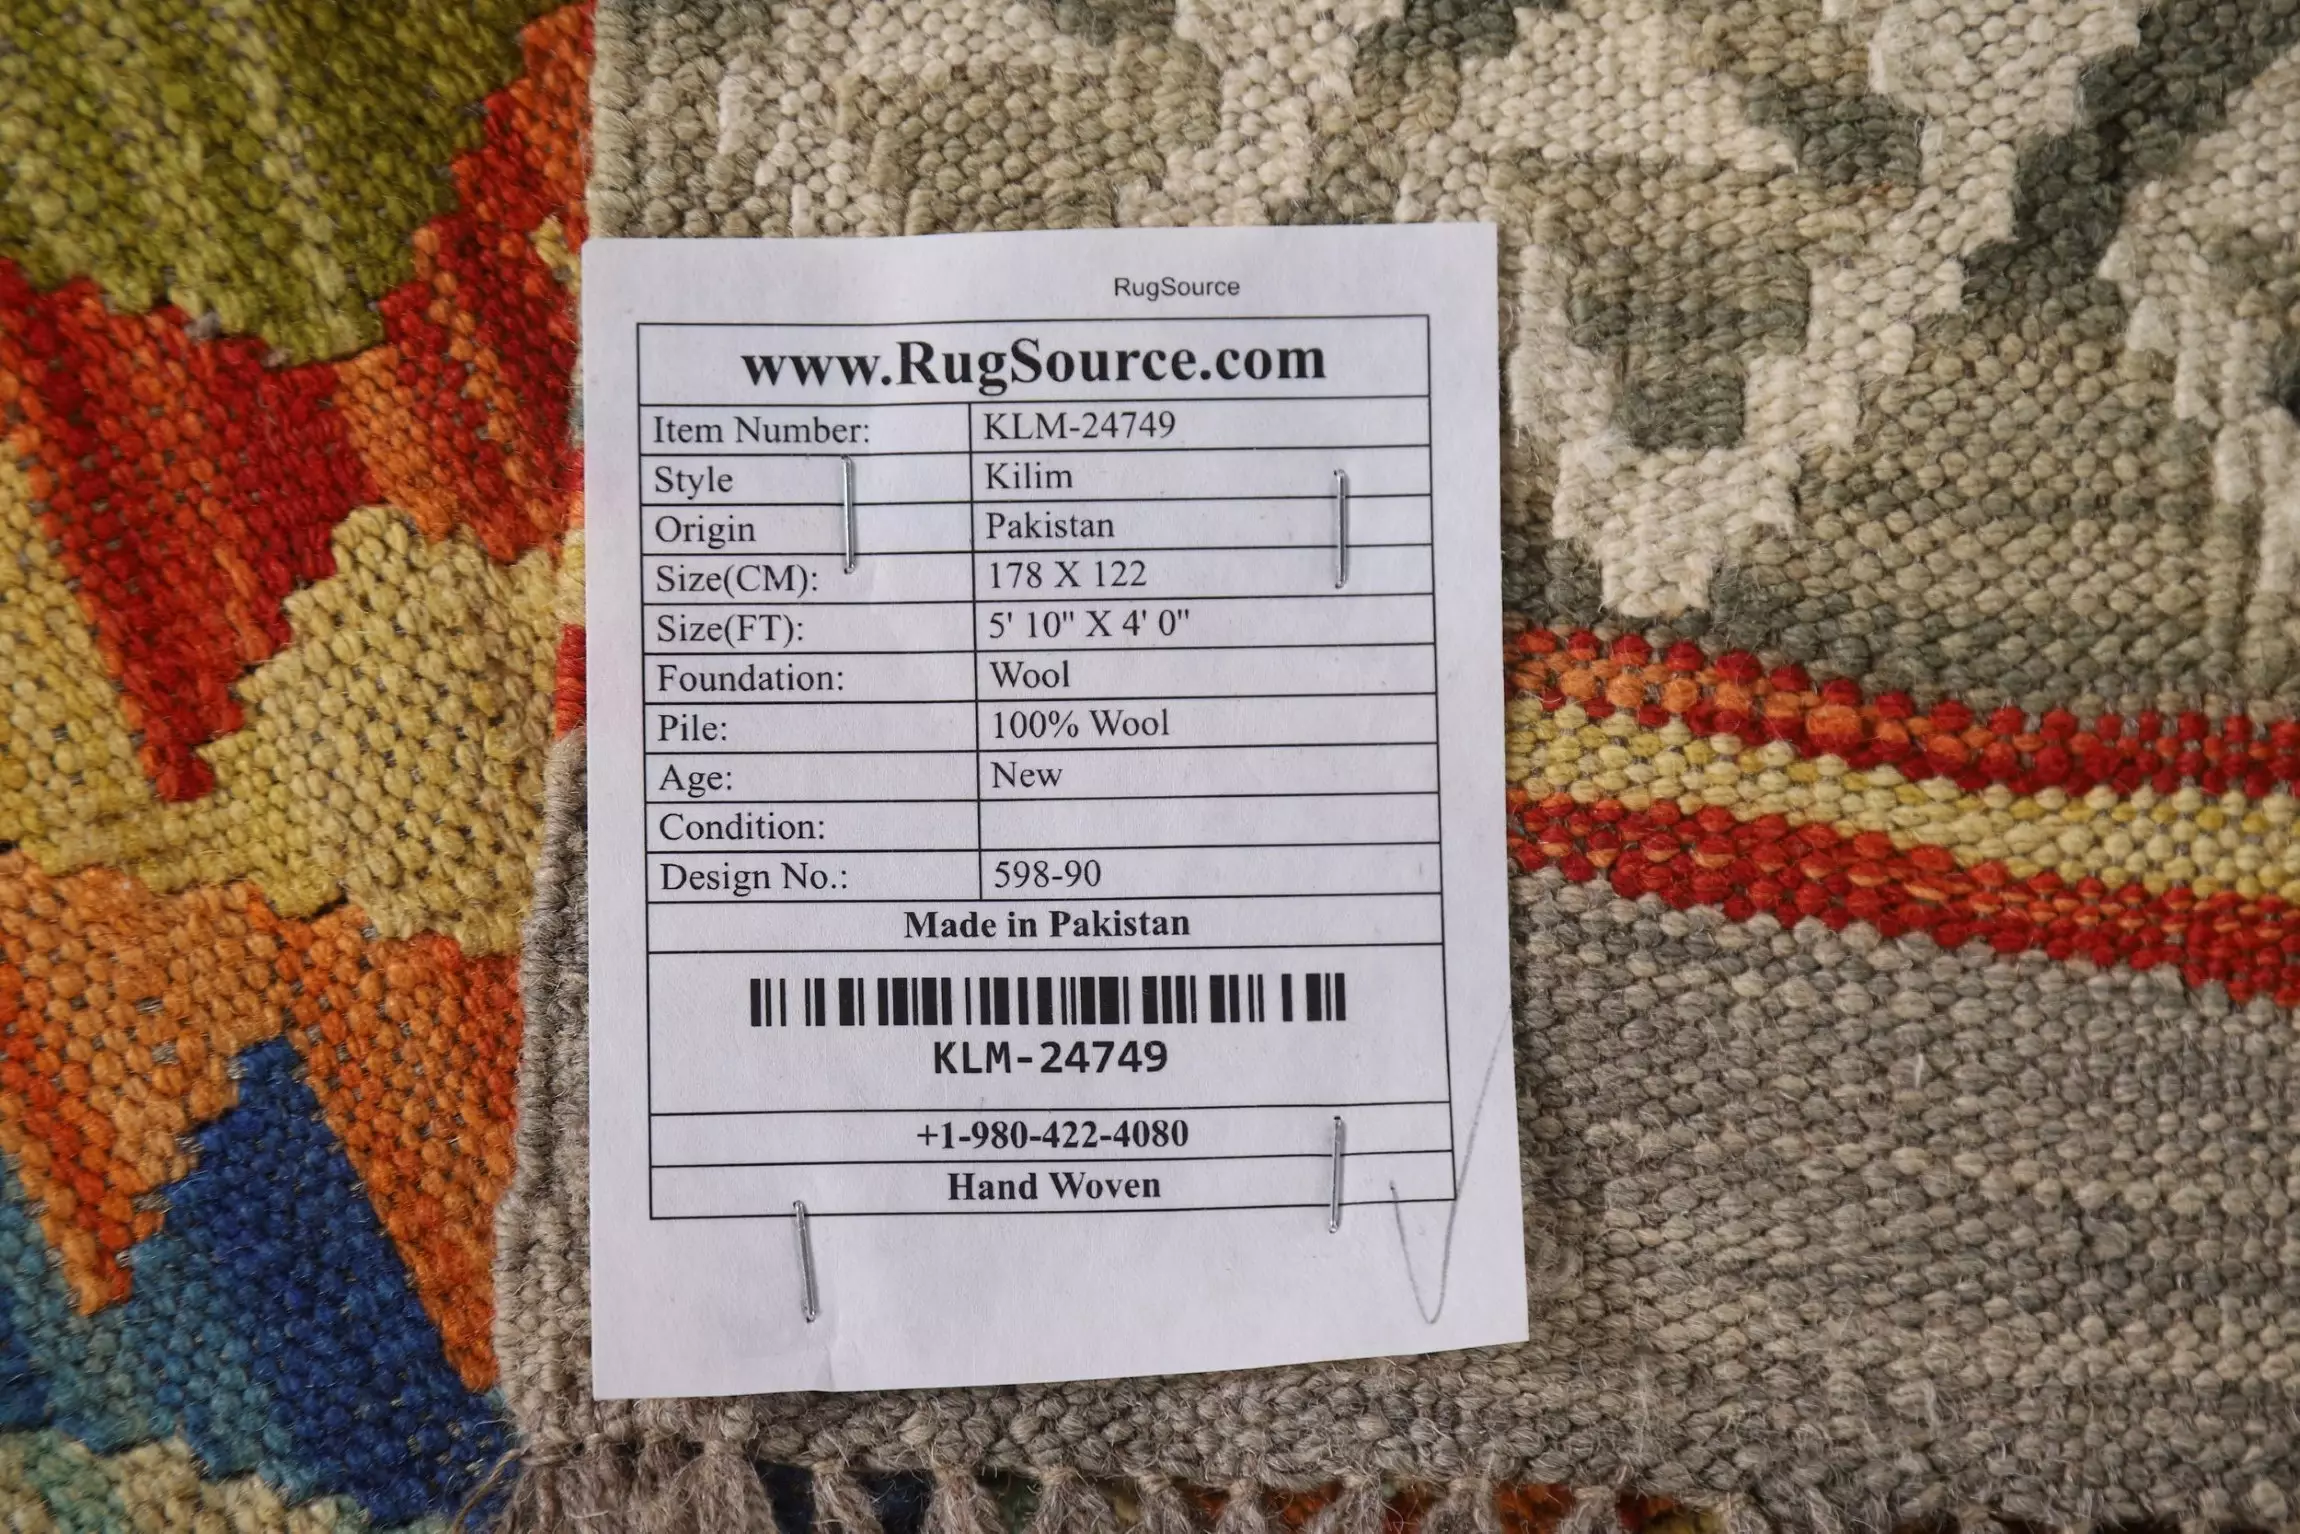 RugSource
www.RugSource.com
Item Number: KLM-24749
Style Kilim
Origin Pakistan
Size(CM): 178 X 122
Size(FT): 5' 10" X 4' 0"
Foundation: Wool
Pile: 100% Wool
Age: New
Condition:
Design No.: 598-90
Made in Pakistan
KLM-24749
+1-980-422-4080
Hand Woven